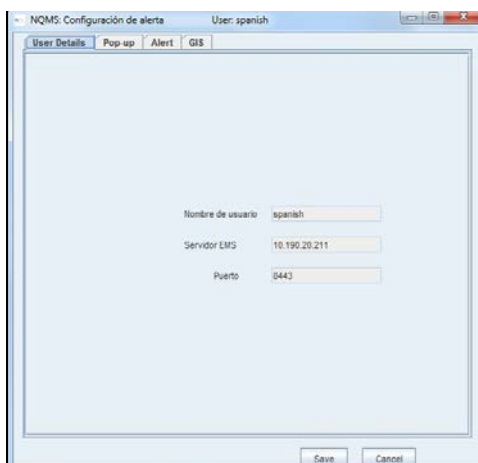 NQMS: Configuración de alerta User: spanish
User Details Pop-up Alert GIS
Nombre de usuario spanish
Servidor EMS 10.190.20.211
Puerto 8443
Save Cancel